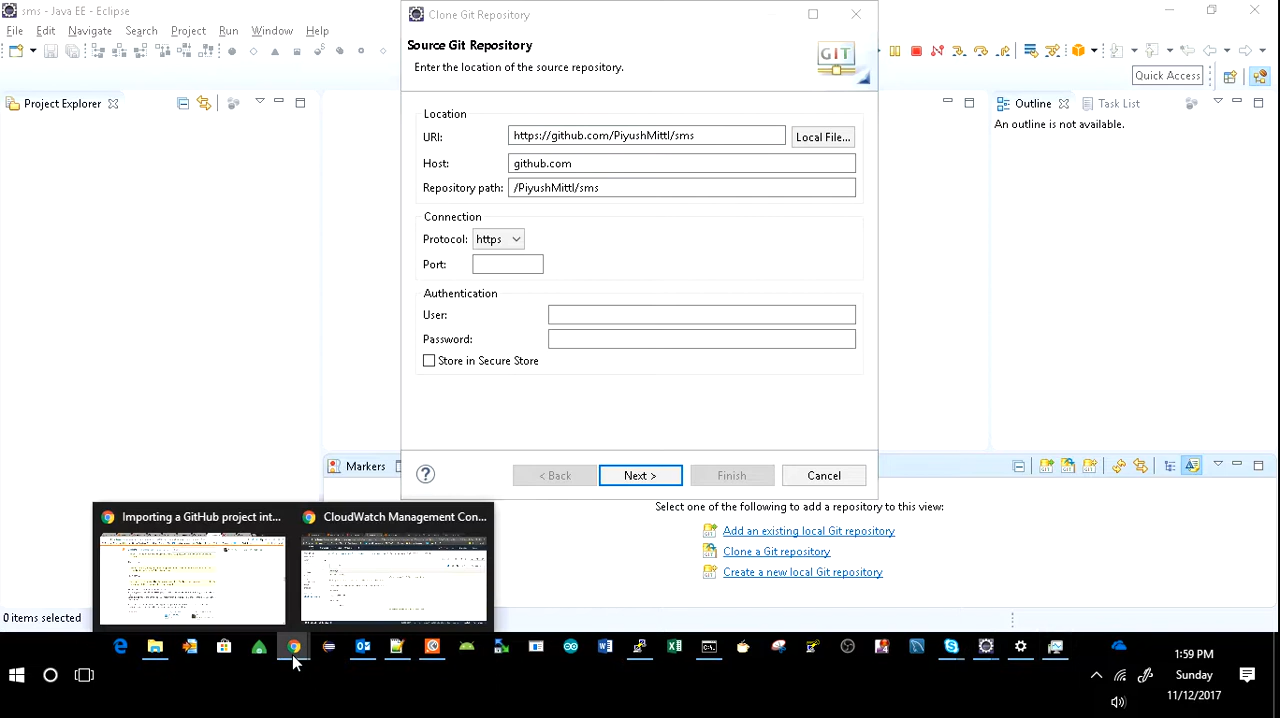 sms - Java EE - Eclipse
Clone Git Repository
File Edit Navigate Search Project Run Window Help
Source Git Repository
Enter the location of the source repository.
GIT
Quick Access
Project Explorer
Outline
Task List
An outline is not available.
Location
URI: https://github.com/PiyushMittl/sms Local File...
Host: github.com
Repository path: /PiyushMittl/sms
Connection
Protocol: https
Port:
Authentication
User:
Password:
Store in Secure Store
Markers
< Back Next > Finish Cancel
Select one of the following to add a repository to this view:
Add an existing local Git repository
Clone a Git repository
Create a new local Git repository
Importing a GitHub project int...
CloudWatch Management Con...
0 items selected
1:59 PM
Sunday
11/12/2017